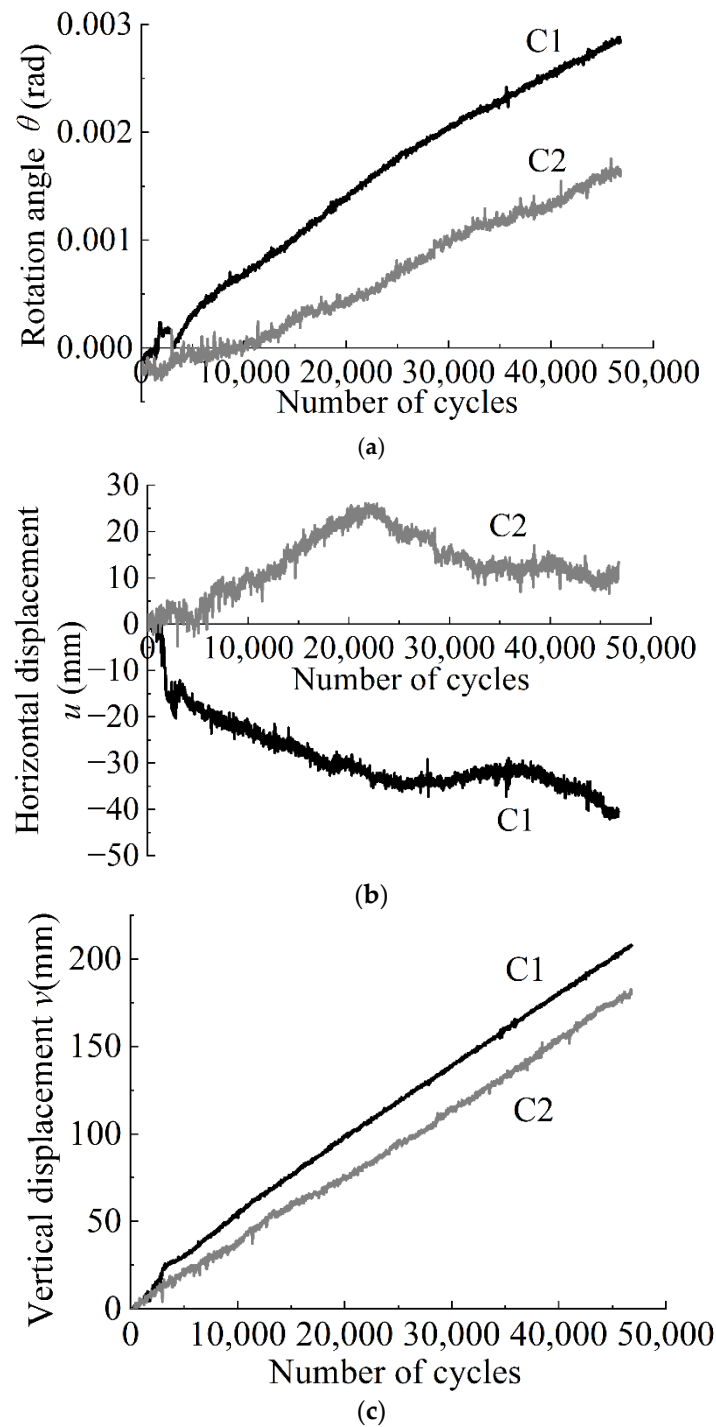 0.003
C1
0.002
C2
0.001
0.000
0 10,000 20,000 30,000 40,000 50,000
Rotation angle θ (rad)
Number of cycles
(a)
30
20
C2
10
0
0 10,000 20,000 30,000 40,000 50,000
Number of cycles
−10
−20
−30
−40
C1
−50
Horizontal displacement
u (mm)
(b)
200
C1
150
C2
100
50
0
0 10,000 20,000 30,000 40,000 50,000
Vertical displacement v(mm)
Number of cycles
(c)